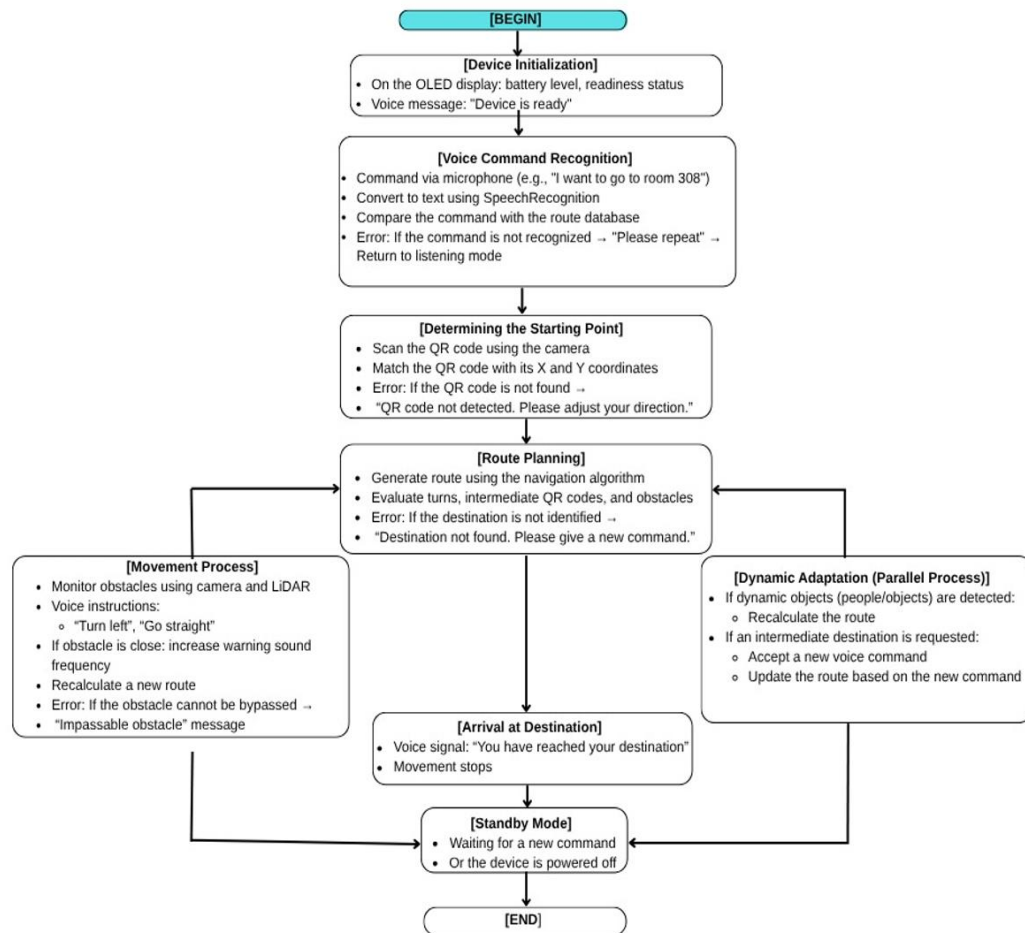 [BEGIN]
[Device Initialization]
• On the OLED display: battery level, readiness status
• Voice message: "Device is ready"
[Voice Command Recognition]
• Command via microphone (e.g., "I want to go to room 308")
• Convert to text using SpeechRecognition
• Compare the command with the route database
• Error: If the command is not recognized → "Please repeat" →
Return to listening mode
[Determining the Starting Point]
• Scan the QR code using the camera
• Match the QR code with its X and Y coordinates
• Error: If the QR code is not found →
• “QR code not detected. Please adjust your direction.”
[Route Planning]
• Generate route using the navigation algorithm
• Evaluate turns, intermediate QR codes, and obstacles
• Error: If the destination is not identified →
• “Destination not found. Please give a new command.”
[Movement Process]
• Monitor obstacles using camera and LiDAR
• Voice instructions:
◦ “Turn left”, “Go straight”
• If obstacle is close: increase warning sound
frequency
• Recalculate a new route
• Error: If the obstacle cannot be bypassed →
• “Impassable obstacle” message
[Dynamic Adaptation (Parallel Process)]
• If dynamic objects (people/objects) are detected:
◦ Recalculate the route
• If an intermediate destination is requested:
◦ Accept a new voice command
◦ Update the route based on the new command
[Arrival at Destination]
• Voice signal: “You have reached your destination”
• Movement stops
[Standby Mode]
• Waiting for a new command
• Or the device is powered off
[END]